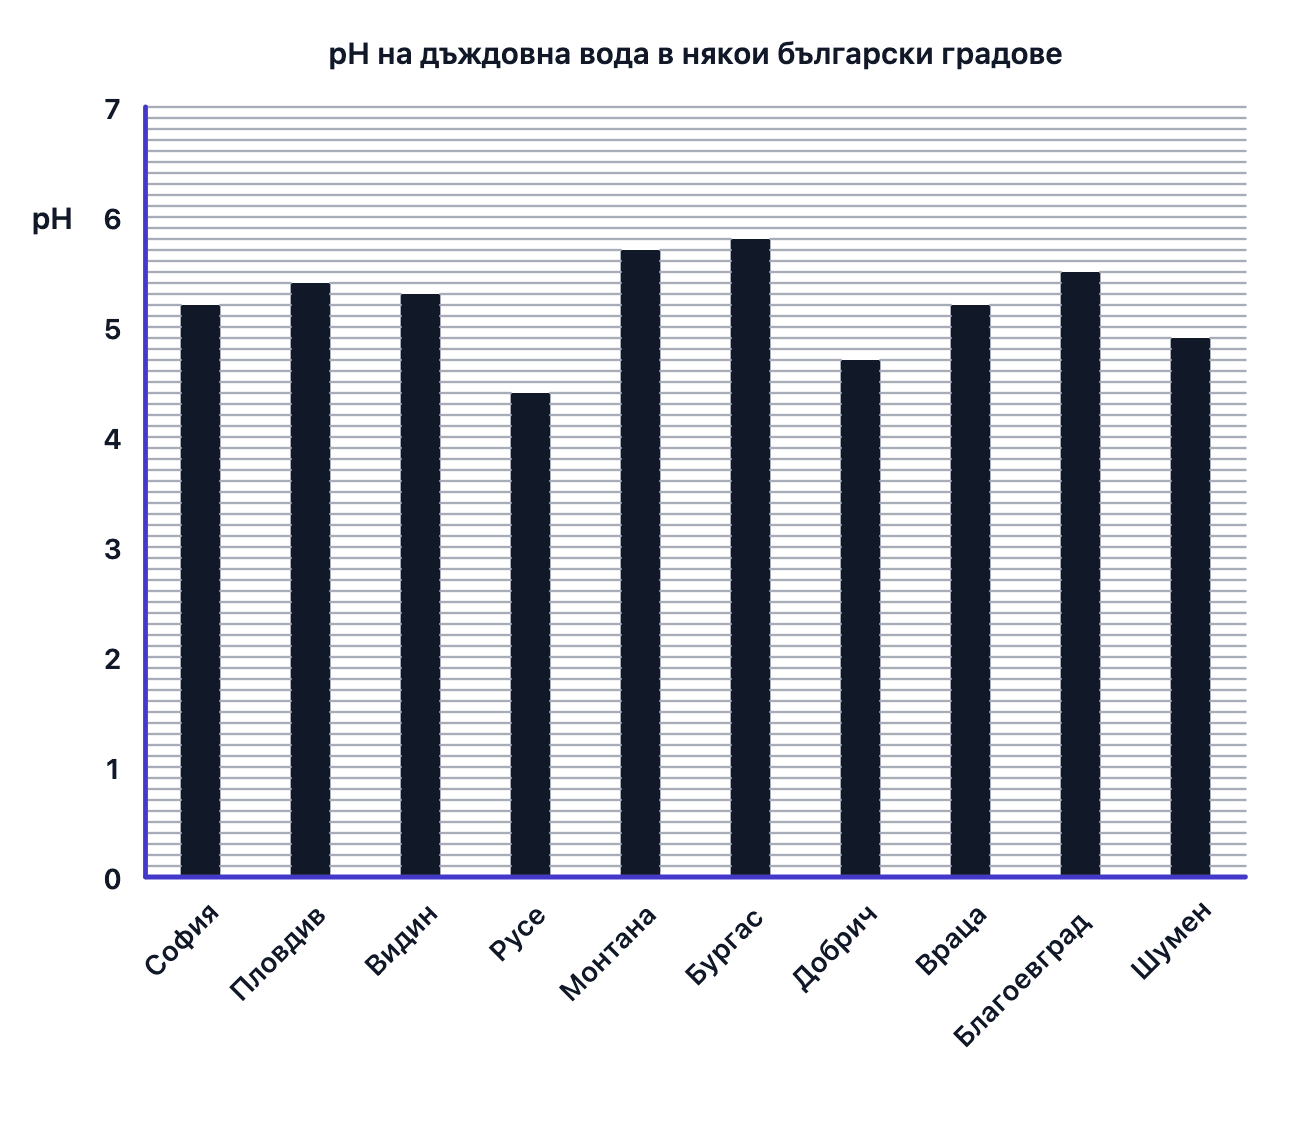 pH на дъждовна вода в някои български градове
7
pH
6
5
4
3
2
1
0
София
Пловдив
Видин
Русе
Монтана
Бургас
Добрич
Враца
Благоевград
Шумен